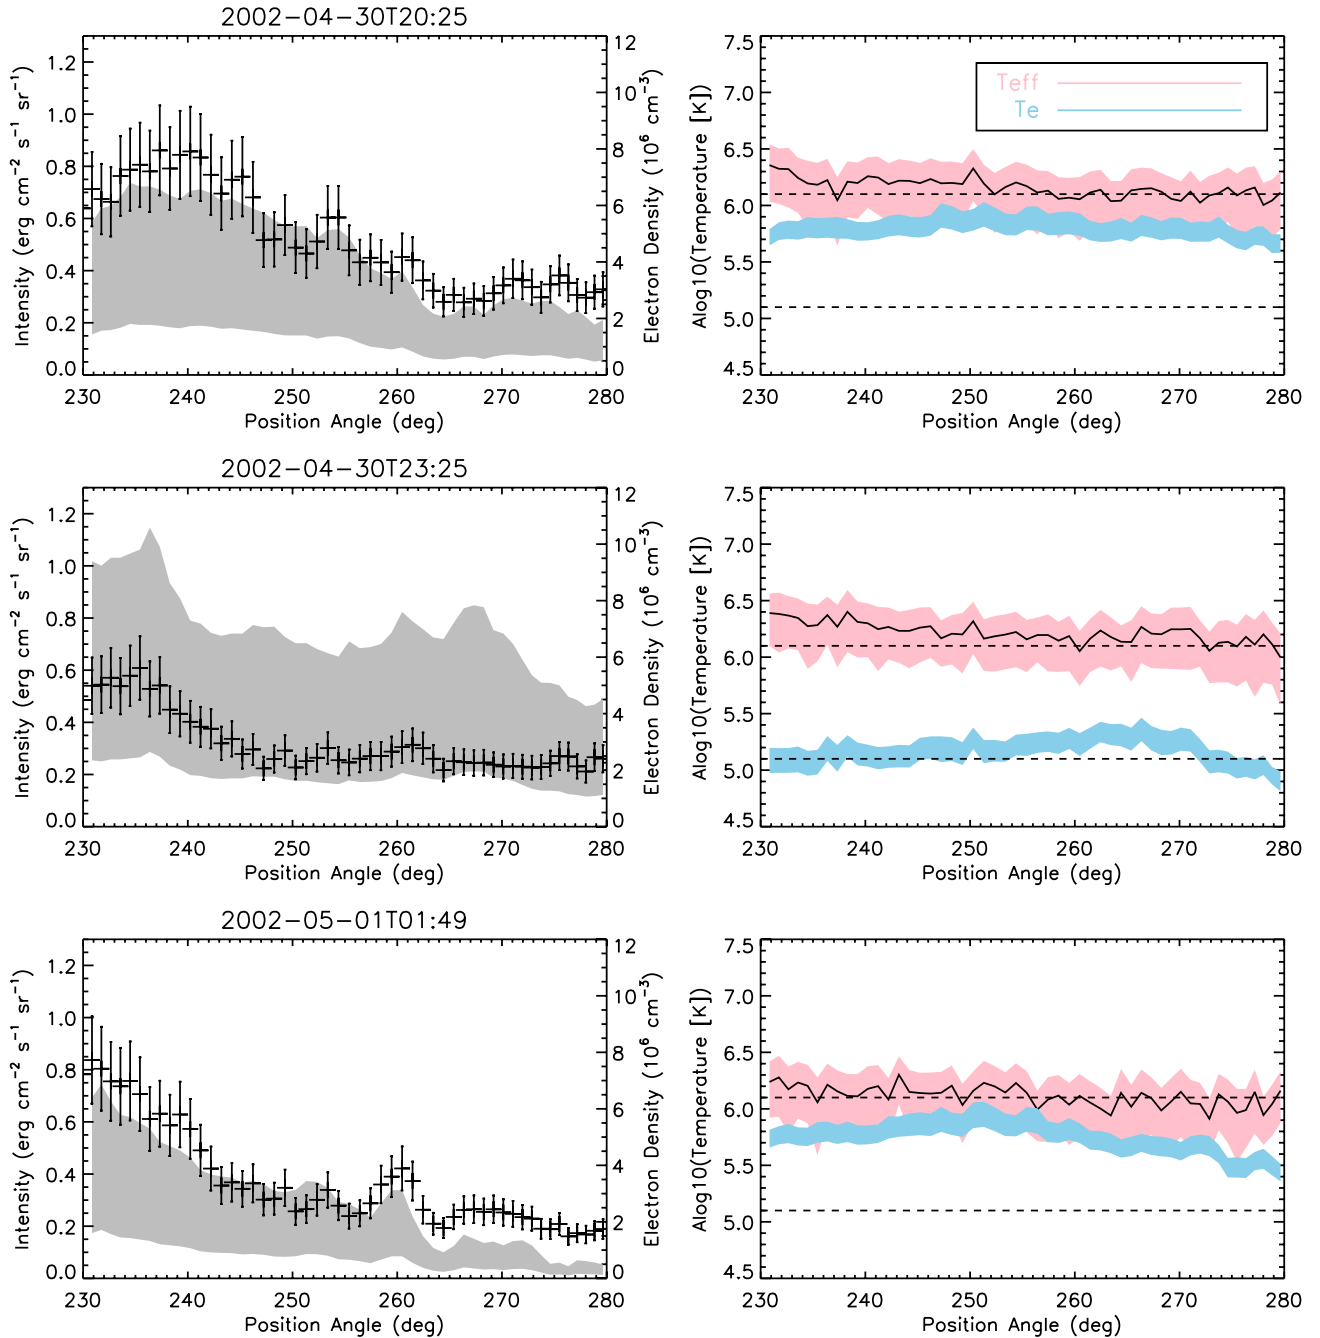 2002-04-30T20:25
Intensity (erg cm⁻² s⁻¹ sr⁻¹)
1.2
1.0
0.8
0.6
0.4
0.2
0.0
12
10
8
6
4
2
0
Electron Density (10⁶ cm⁻³)
230 240 250 260 270 280
Position Angle (deg)
Alog10(Temperature [K])
7.5
7.0
6.5
6.0
5.5
5.0
4.5
Teff
Te
230 240 250 260 270 280
Position Angle (deg)
2002-04-30T23:25
Intensity (erg cm⁻² s⁻¹ sr⁻¹)
1.2
1.0
0.8
0.6
0.4
0.2
0.0
12
10
8
6
4
2
0
Electron Density (10⁶ cm⁻³)
230 240 250 260 270 280
Position Angle (deg)
Alog10(Temperature [K])
7.5
7.0
6.5
6.0
5.5
5.0
4.5
230 240 250 260 270 280
Position Angle (deg)
2002-05-01T01:49
Intensity (erg cm⁻² s⁻¹ sr⁻¹)
1.2
1.0
0.8
0.6
0.4
0.2
0.0
12
10
8
6
4
2
0
Electron Density (10⁶ cm⁻³)
230 240 250 260 270 280
Position Angle (deg)
Alog10(Temperature [K])
7.5
7.0
6.5
6.0
5.5
5.0
4.5
230 240 250 260 270 280
Position Angle (deg)